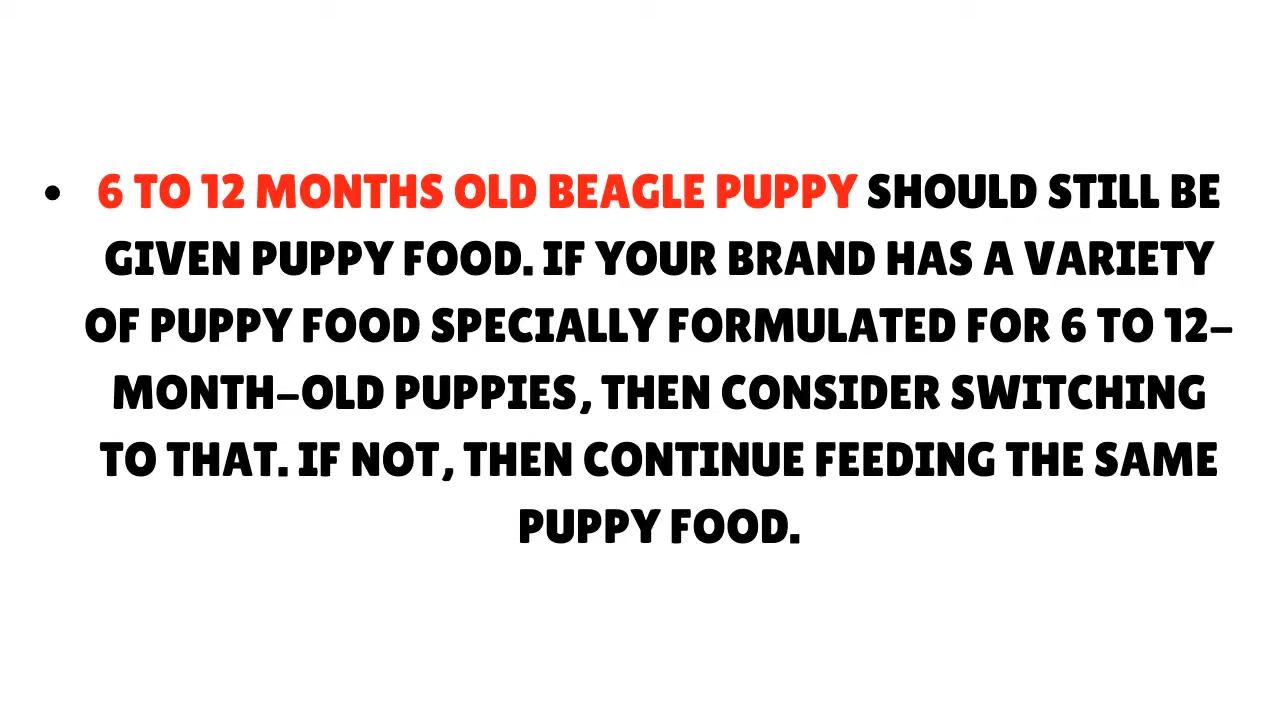 • 6 TO 12 MONTHS OLD BEAGLE PUPPY SHOULD STILL BE
GIVEN PUPPY FOOD. IF YOUR BRAND HAS A VARIETY
OF PUPPY FOOD SPECIALLY FORMULATED FOR 6 TO 12-
MONTH-OLD PUPPIES, THEN CONSIDER SWITCHING
TO THAT. IF NOT, THEN CONTINUE FEEDING THE SAME
PUPPY FOOD.